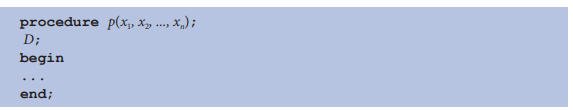 procedure p(x₁, x₂, ..., xₙ);
D;
begin
...
end;